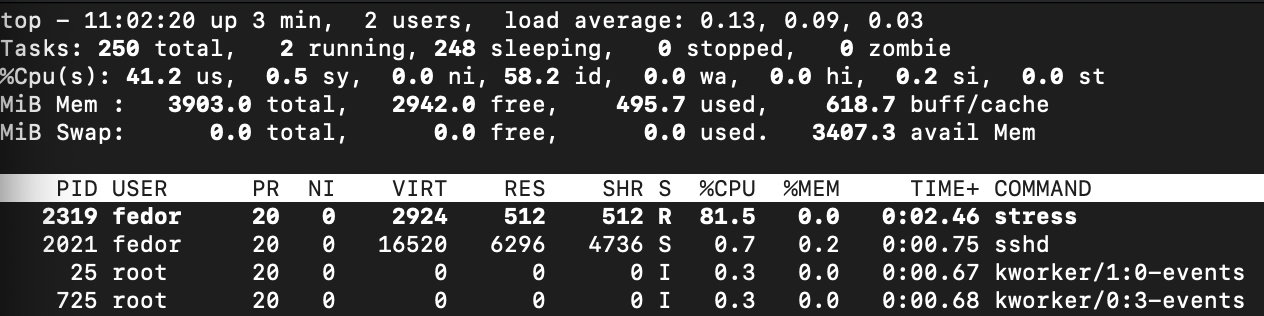 top - 11:02:20 up 3 min,  2 users,  load average: 0.13, 0.09, 0.03
Tasks: 250 total,   2 running, 248 sleeping,   0 stopped,   0 zombie
%Cpu(s): 41.2 us,  0.5 sy,  0.0 ni, 58.2 id,  0.0 wa,  0.0 hi,  0.2 si,  0.0 st
MiB Mem :   3903.0 total,   2942.0 free,    495.7 used,    618.7 buff/cache
MiB Swap:      0.0 total,      0.0 free,      0.0 used.   3407.3 avail Mem
    PID USER      PR  NI    VIRT    RES    SHR S  %CPU  %MEM     TIME+ COMMAND
   2319 fedor     20   0    2924    512    512 R  81.5   0.0   0:02.46 stress
   2021 fedor     20   0   16520   6296   4736 S   0.7   0.2   0:00.75 sshd
     25 root      20   0       0      0      0 I   0.3   0.0   0:00.67 kworker/1:0-events
    725 root      20   0       0      0      0 I   0.3   0.0   0:00.68 kworker/0:3-events